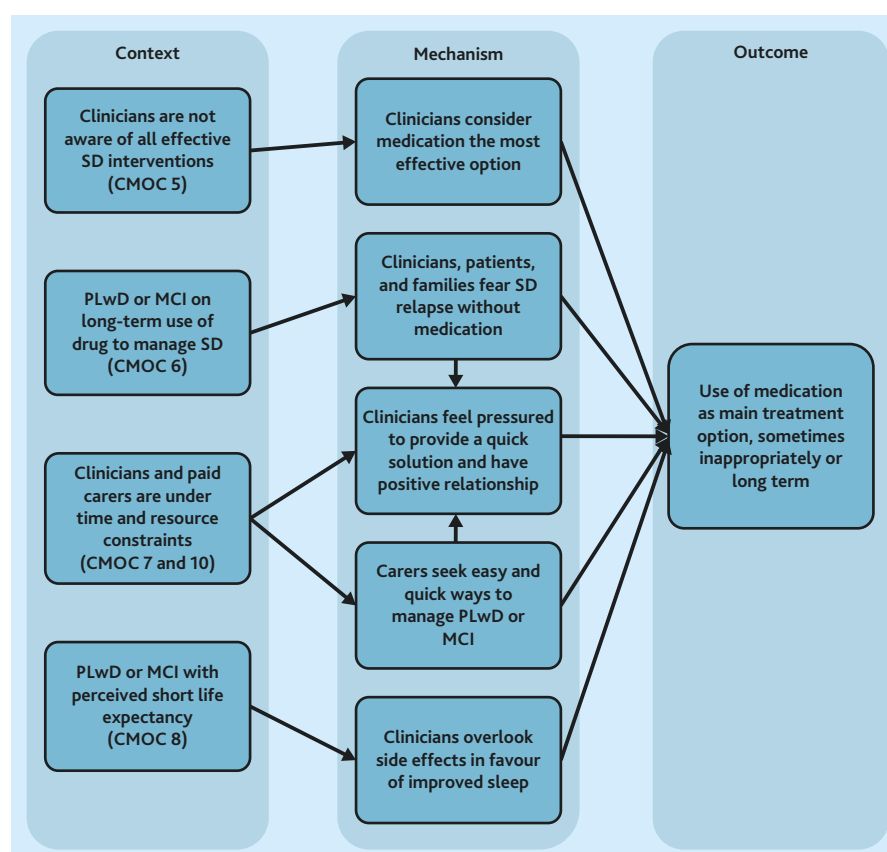 Context
Clinicians are not
aware of all effective
SD interventions
(CMOC 5)
PLwD or MCI on
long-term use of
drug to manage SD
(CMOC 6)
Clinicians and paid
carers are under
time and resource
constraints
(CMOC 7 and 10)
PLwD or MCI with
perceived short life
expectancy
(CMOC 8)
Mechanism
Clinicians consider
medication the most
effective option
Clinicians, patients,
and families fear SD
relapse without
medication
Clinicians feel pressured
to provide a quick
solution and have
positive relationship
Carers seek easy and
quick ways to
manage PLwD or
MCI
Clinicians overlook
side effects in favour
of improved sleep
Outcome
Use of medication
as main treatment
option, sometimes
inappropriately or
long term